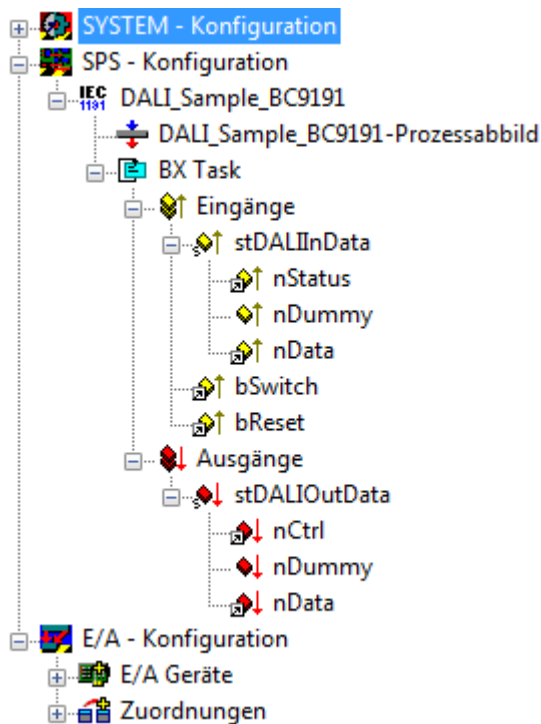 SYSTEM - Konfiguration
SPS - Konfiguration
IEC
1131
DALI_Sample_BC9191
DALI_Sample_BC9191-Prozessabbild
BX Task
Eingänge
stDALIInData
nStatus
nDummy
nData
bSwitch
bReset
Ausgänge
stDALIOutData
nCtrl
nDummy
nData
E/A - Konfiguration
E/A Geräte
Zuordnungen